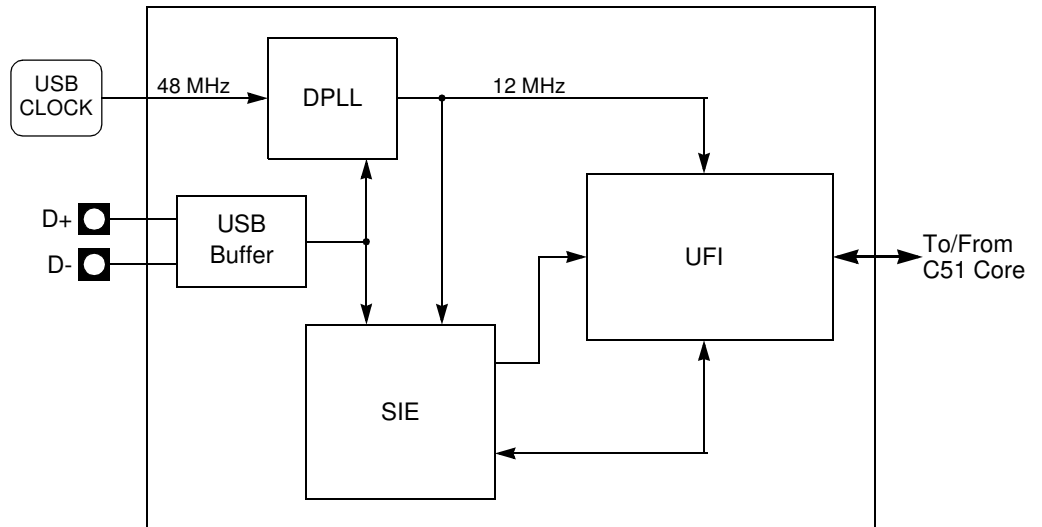 USB
CLOCK
48 MHz
DPLL
12 MHz
D+
D-
USB
Buffer
UFI
To/From
C51 Core
SIE